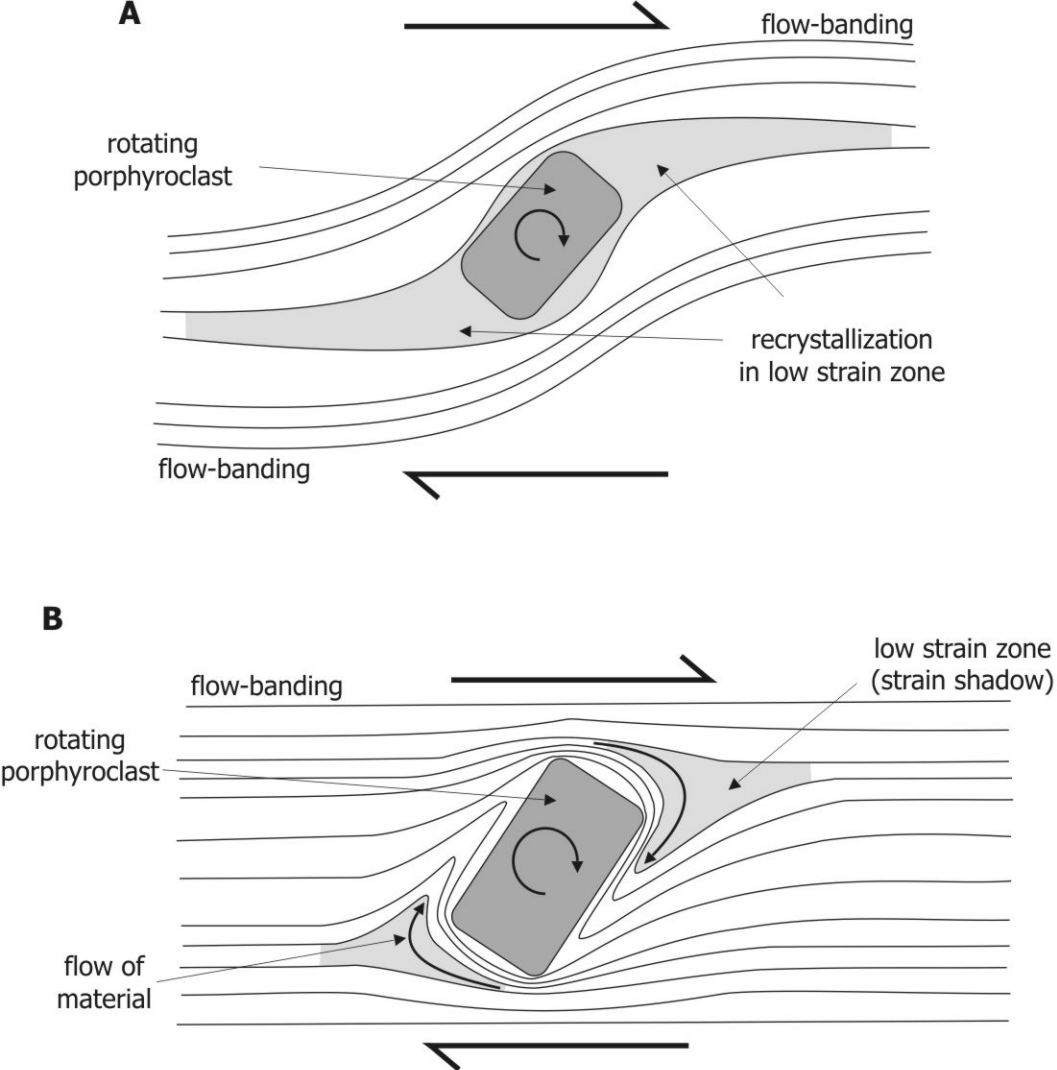 A
flow-banding
rotating
porphyroclast
recrystallization
in low strain zone
flow-banding
B
low strain zone
(strain shadow)
flow-banding
rotating
porphyroclast
flow of
material